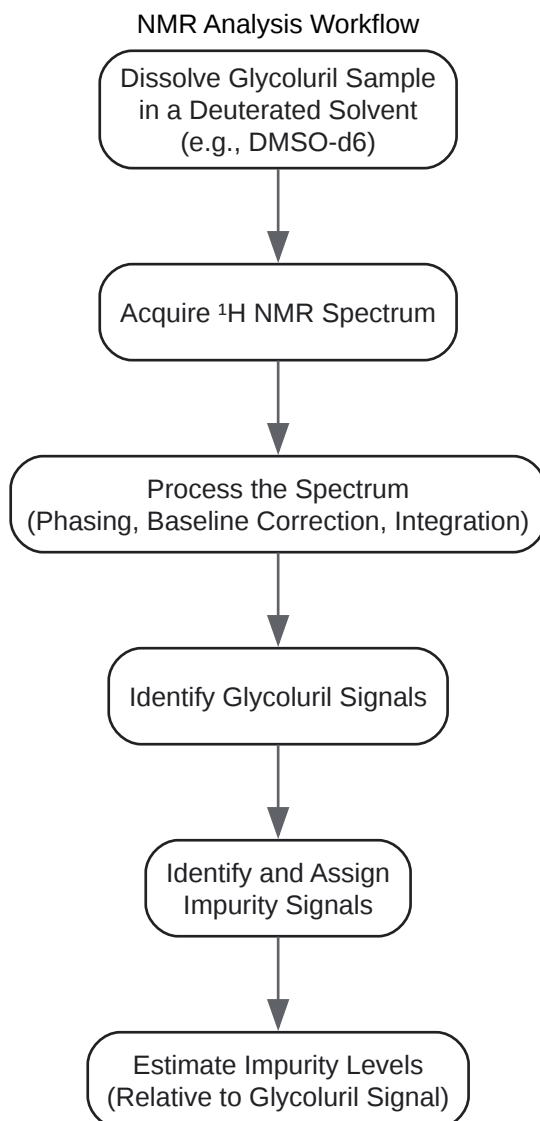 NMR Analysis Workflow
Dissolve Glycoluril Sample
in a Deuterated Solvent
(e.g., DMSO-d6)
Acquire ¹H NMR Spectrum
Process the Spectrum
(Phasing, Baseline Correction, Integration)
Identify Glycoluril Signals
Identify and Assign
Impurity Signals
Estimate Impurity Levels
(Relative to Glycoluril Signal)